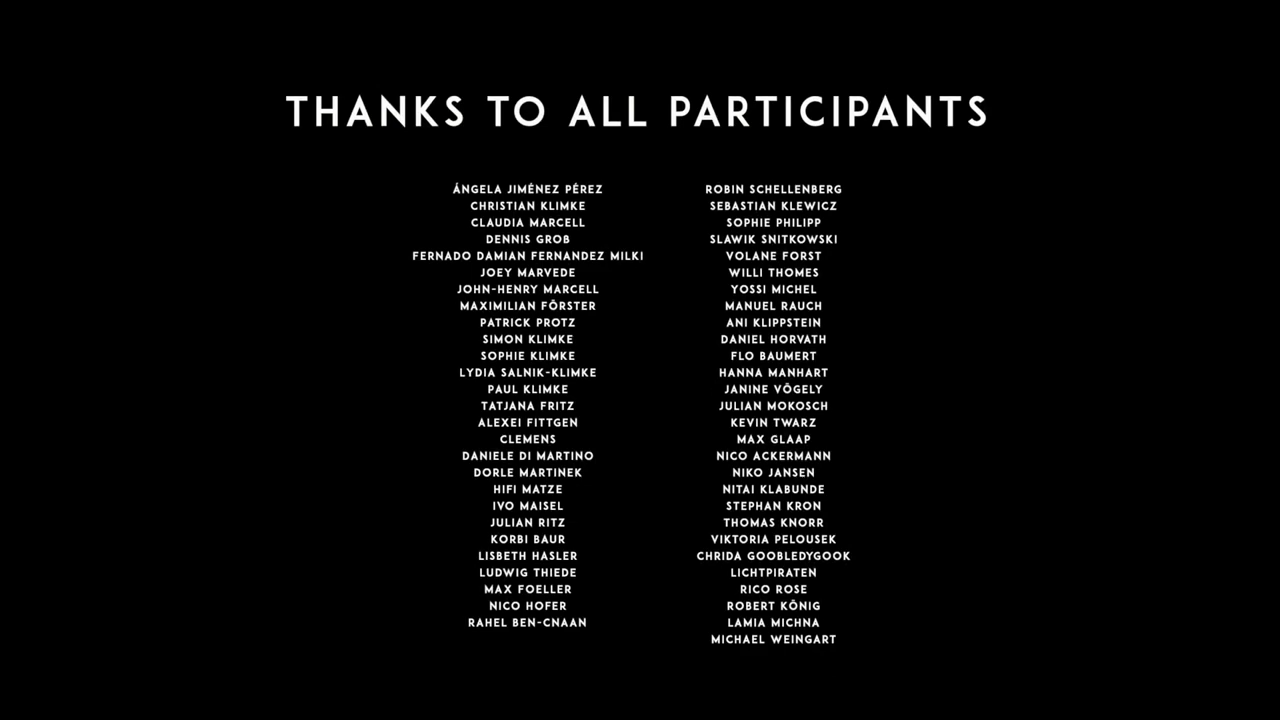 THANKS TO ALL PARTICIPANTS
ÁNGELA JIMÉNEZ PÉREZ
CHRISTIAN KLIMKE
CLAUDIA MARCELL
DENNIS GROB
FERNADO DAMIAN FERNANDEZ MILKI
JOEY MARVEDE
JOHN-HENRY MARCELL
MAXIMILIAN FÖRSTER
PATRICK PROTZ
SIMON KLIMKE
SOPHIE KLIMKE
LYDIA SALNIK-KLIMKE
PAUL KLIMKE
TATJANA FRITZ
ALEXEI FITTGEN
CLEMENS
DANIELE DI MARTINO
DORLE MARTINEK
HIFI MATZE
IVO MAISEL
JULIAN RITZ
KORBI BAUR
LISBETH HASLER
LUDWIG THIEDE
MAX FOELLER
NICO HOFER
RAHEL BEN-CNAAN
ROBIN SCHELLENBERG
SEBASTIAN KLEWICZ
SOPHIE PHILIPP
SLAWIK SNITKOWSKI
VOLANE FORST
WILLI THOMES
YOSSI MICHEL
MANUEL RAUCH
ANI KLIPPSTEIN
DANIEL HORVATH
FLO BAUMERT
HANNA MANHART
JANINE VÖGELY
JULIAN MOKOSCH
KEVIN TWARZ
MAX GLAAP
NICO ACKERMANN
NIKO JANSEN
NITAI KLABUNDE
STEPHAN KRON
THOMAS KNORR
VIKTORIA PELOUSEK
CHRIDA GOOBLEDYGOOK
LICHTPIRATEN
RICO ROSE
ROBERT KÖNIG
LAMIA MICHNA
MICHAEL WEINGART